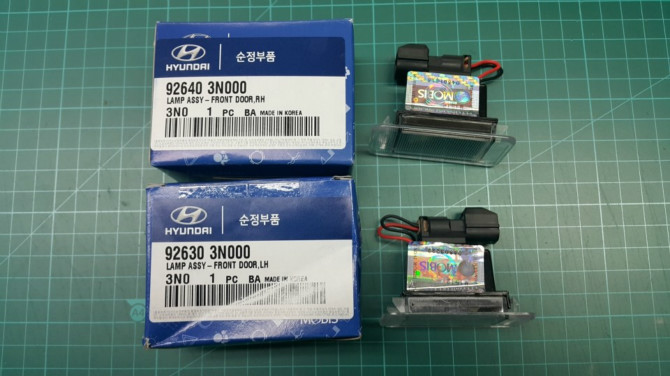 HYUNDAI
순정부품
92640 3N000
LAMP ASSY-FRONT DOOR,RH
3N0 1 PC BA MADE IN KOREA
MOBIS
HYUNDAI
순정부품
92630 3N000
LAMP ASSY-FRONT DOOR,LH
3N0 1 PC BA MADE IN KOREA
MOBIS
MOBIS